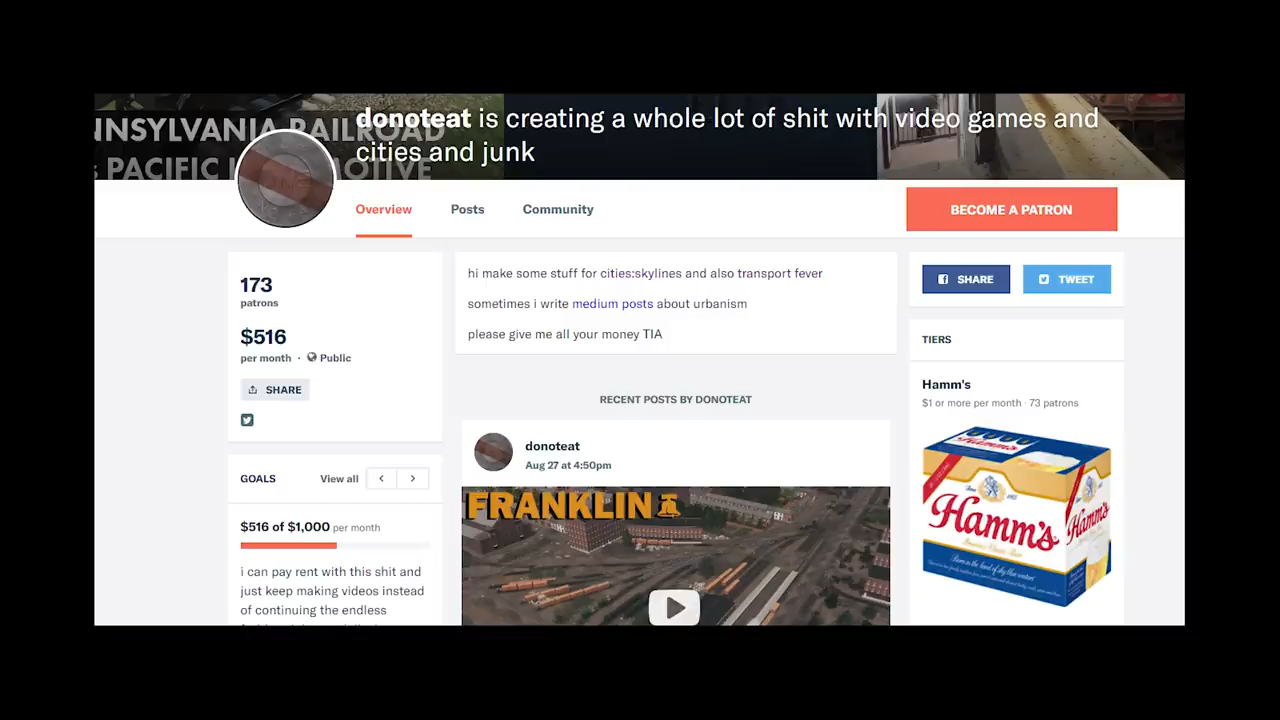 NNSYLVANIA RAILROAD
PACIFIC
OTIVE
donoteat is creating a whole lot of shit with video games and
cities and junk
Overview
Posts
Community
BECOME A PATRON
173
patrons
$516
per month · Public
SHARE
GOALS
View all
$516 of $1,000 per month
i can pay rent with this shit and
just keep making videos instead
of continuing the endless
hi make some stuff for cities:skylines and also transport fever
sometimes i write medium posts about urbanism
please give me all your money TIA
RECENT POSTS BY DONOTEAT
donoteat
Aug 27 at 4:50pm
FRANKLIN
SHARE
TWEET
TIERS
Hamm's
$1 or more per month · 73 patrons
Hamm's
Hamm's